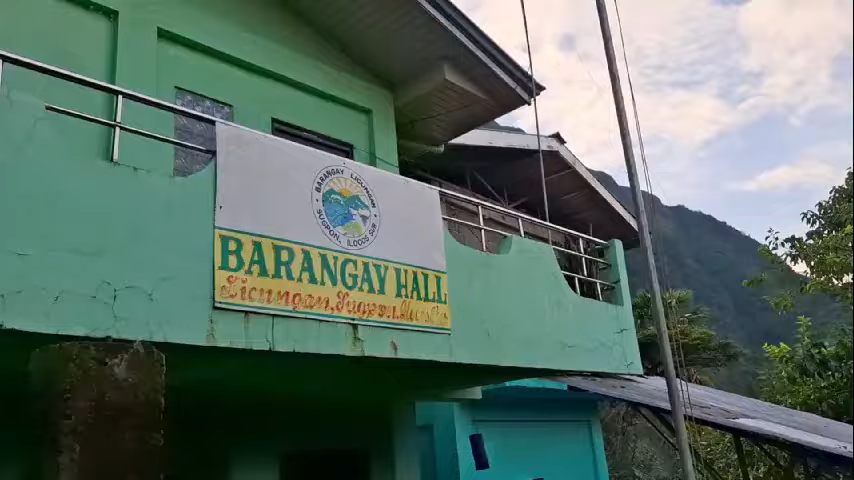 BARANGAY LICUNGAN
SUGPON, ILOCOS SUR
BARANGAY HALL
Licungan, Sugpon, Ilocos Sur